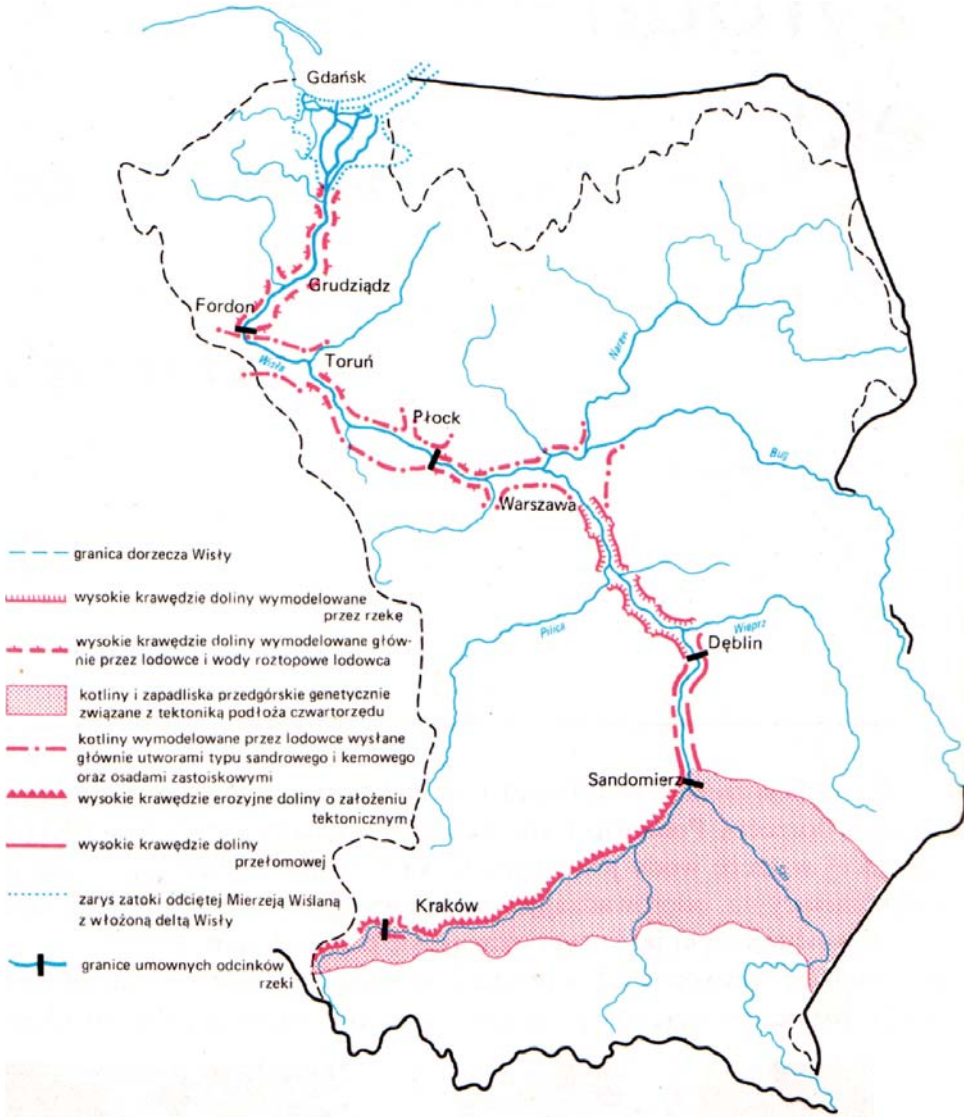 Gdańsk
Grudziądz
Fordon
Toruń
Wisła
Narew
Płock
Bug
Warszawa
Pilica
Wieprz
Dęblin
Sandomierz
San
Kraków
granica dorzecza Wisły
wysokie krawędzie doliny wymodelowane
przez rzekę
wysokie krawędzie doliny wymodelowane głów-
nie przez lodowce i wody roztopowe lodowca
kotliny i zapadliska przedgórskie genetycznie
związane z tektoniką podłoża czwartorzędu
kotliny wymodelowane przez lodowce wysłane
głównie utworami typu sandrowego i kemowego
oraz osadami zastoiskowymi
wysokie krawędzie erozyjne doliny o założeniu
tektonicznym
wysokie krawędzie doliny
przełomowej
zarys zatoki odciętej Mierzeją Wiślaną
z włożoną deltą Wisły
granice umownych odcinków
rzeki